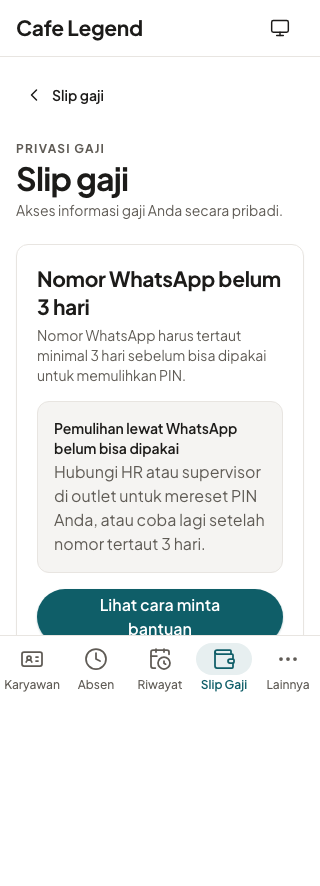 Cafe Legend
Slip gaji
PRIVASI GAJI
Slip gaji
Akses informasi gaji Anda secara pribadi.
Nomor WhatsApp belum
3 hari
Nomor WhatsApp harus tertaut
minimal 3 hari sebelum bisa dipakai
untuk memulihkan PIN.
Pemulihan lewat WhatsApp
belum bisa dipakai
Hubungi HR atau supervisor
di outlet untuk mereset PIN
Anda, atau coba lagi setelah
nomor tertaut 3 hari.
Lihat cara minta
bantuan
Karyawan
Absen
Riwayat
Slip Gaji
Lainnya